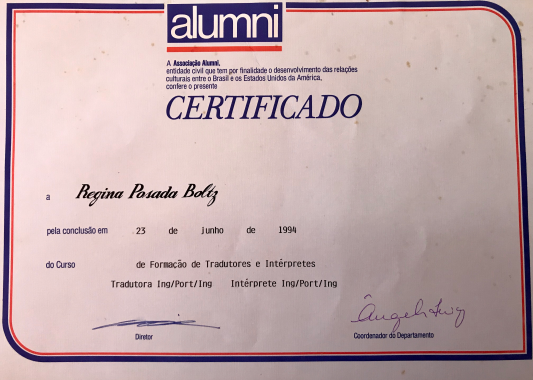 alumni
A Associação Alumni,
entidade civil que tem por finalidade o desenvolvimento das relações
culturais entre o Brasil e os Estados Unidos da América,
confere o presente
CERTIFICADO
a Regina Posada Boltz
pela conclusão em 23 de junho de 1994
do Curso de Formação de Tradutores e Intérpretes
Tradutora Ing/Port/Ing Intérprete Ing/Port/Ing
Diretor
Coordenador do Departamento